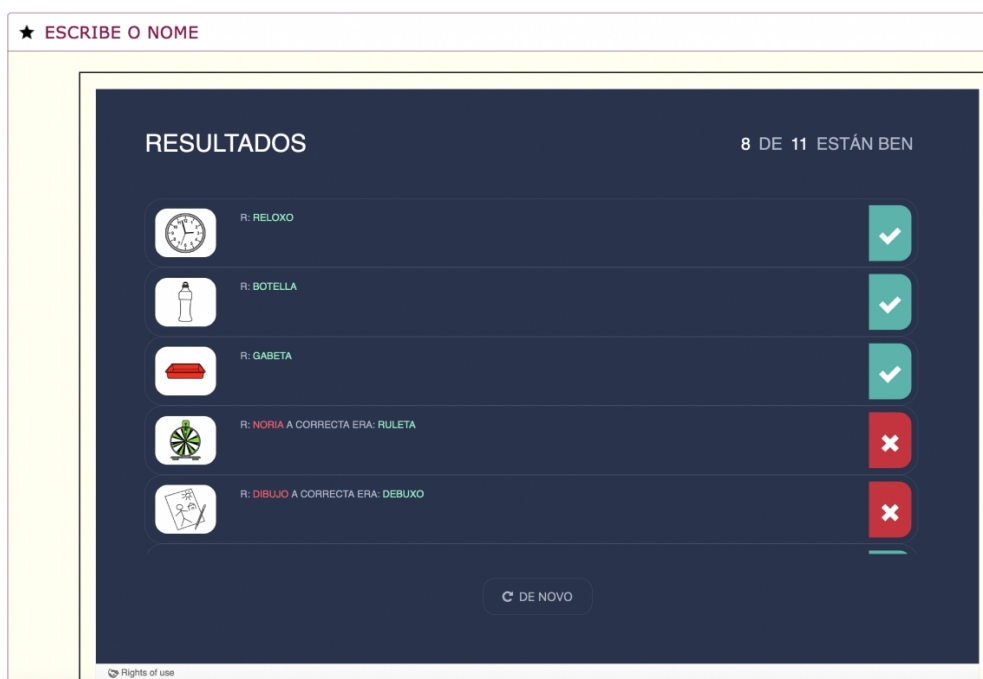 ★ ESCRIBE O NOME
RESULTADOS
8 DE 11 ESTÁN BEN
R: RELOXO
R: BOTELLA
R: GABETA
R: NORIA A CORRECTA ERA: RULETA
R: DIBUJO A CORRECTA ERA: DEBUXO
DE NOVO
Rights of use